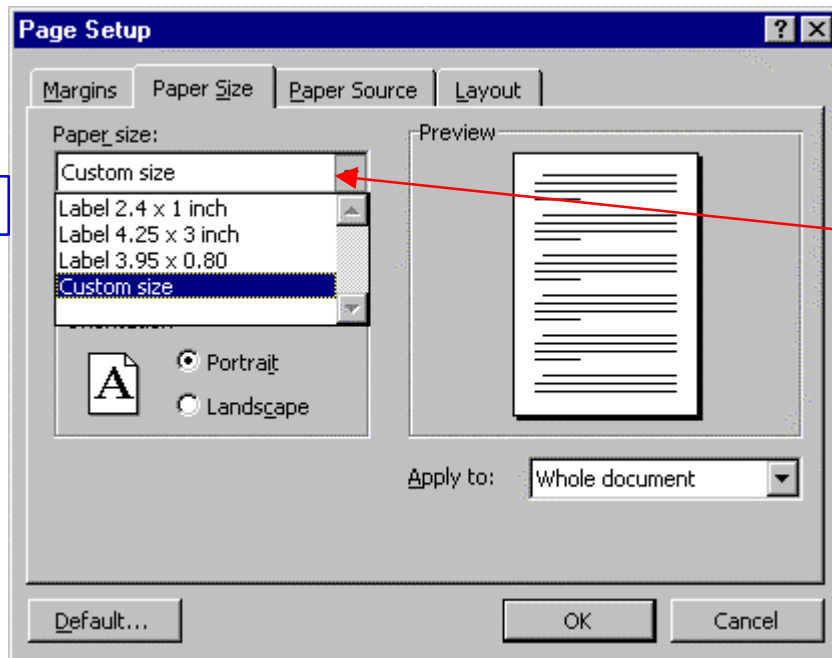 Page Setup
Margins Paper Size Paper Source Layout
Paper size:
Custom size
Label 2.4 x 1 inch
Label 4.25 x 3 inch
Label 3.95 x 0.80
Custom size
Orientation
A
Portrait
Landscape
Preview
Apply to: Whole document
Default... OK Cancel